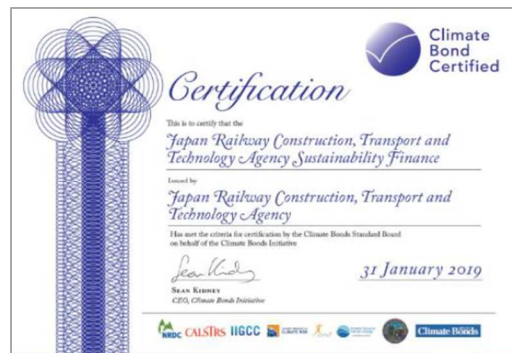 Climate
Bond
Certified
Certification
This is to certify that the
Japan Railway Construction, Transport and
Technology Agency Sustainability Finance
Issued by
Japan Railway Construction, Transport and
Technology Agency
Has met the criteria for certification by the Climate Bonds Standard Board
on behalf of the Climate Bonds Initiative
Sean Kidney
31 January 2019
SEAN KIDNEY
CEO, Climate Bonds Initiative
NRDC CALSTRS IIGCC Climate Bonds